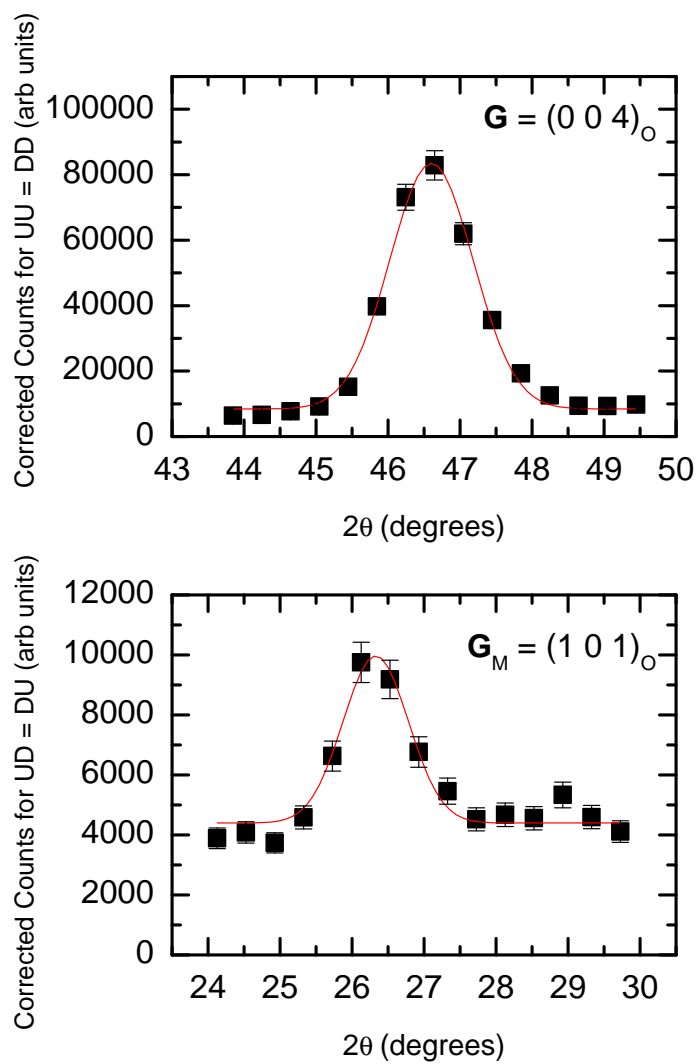 Corrected Counts for UU = DD (arb units)
100000
80000
60000
40000
20000
0
G = (0 0 4)O
43 44 45 46 47 48 49 50
2θ (degrees)
Corrected Counts for UD = DU (arb units)
12000
10000
8000
6000
4000
2000
0
GM = (1 0 1)O
24 25 26 27 28 29 30
2θ (degrees)